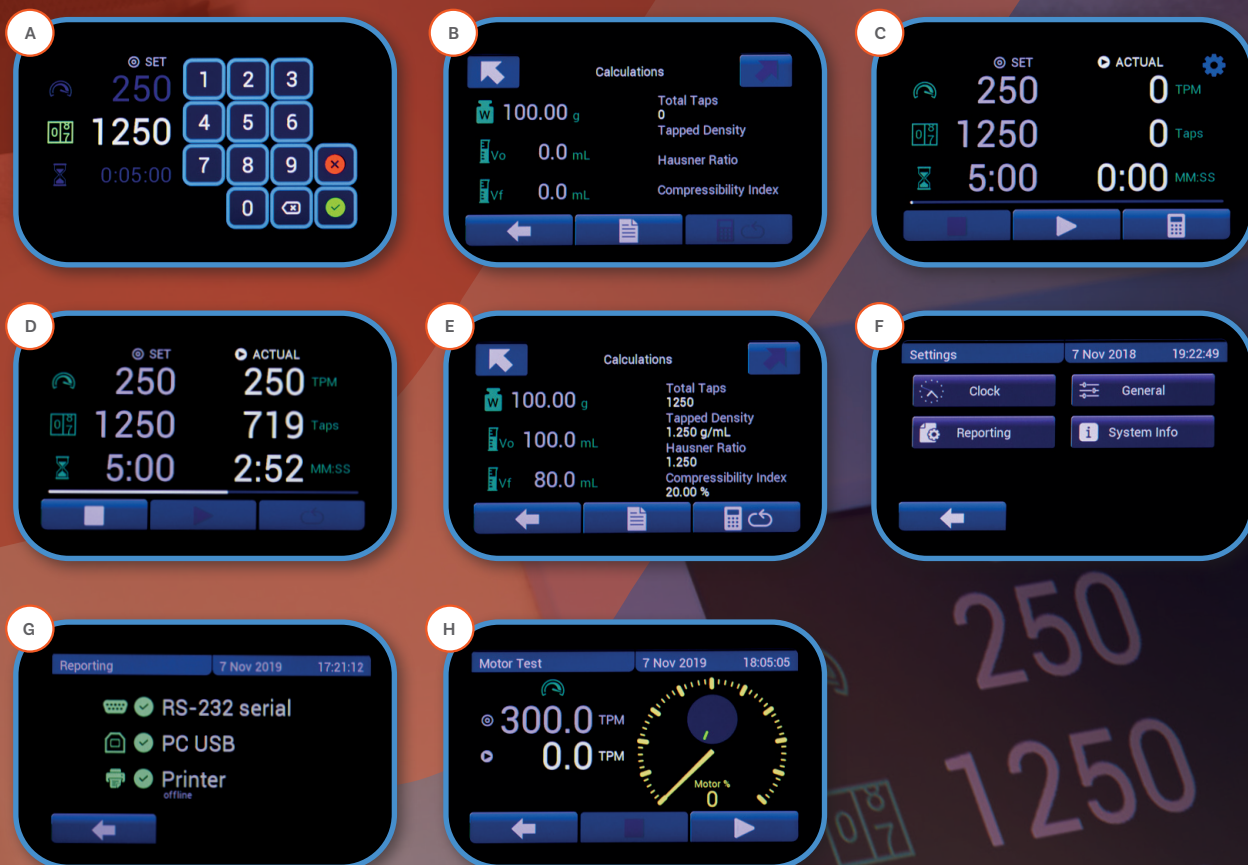 A
SET
250
1250
0:05:00
1 2 3
4 5 6
7 8 9
0
B
Calculations
W 100.00 g
Vo 0.0 mL
Vf 0.0 mL
Total Taps
0
Tapped Density
Hausner Ratio
Compressibility Index
C
SET ACTUAL
250 0 TPM
1250 0 Taps
5:00 0:00 MM:SS
D
SET ACTUAL
250 250 TPM
1250 719 Taps
5:00 2:52 MM:SS
E
Calculations
W 100.00 g
Vo 100.0 mL
Vf 80.0 mL
Total Taps
1250
Tapped Density
1.250 g/mL
Hausner Ratio
1.250
Compressibility Index
20.00 %
F
Settings 7 Nov 2018 19:22:49
Clock General
Reporting System Info
G
Reporting 7 Nov 2019 17:21:12
RS-232 serial
PC USB
Printer
offline
H
Motor Test 7 Nov 2019 18:05:05
300.0 TPM
0.0 TPM
Motor %
0
250
1250